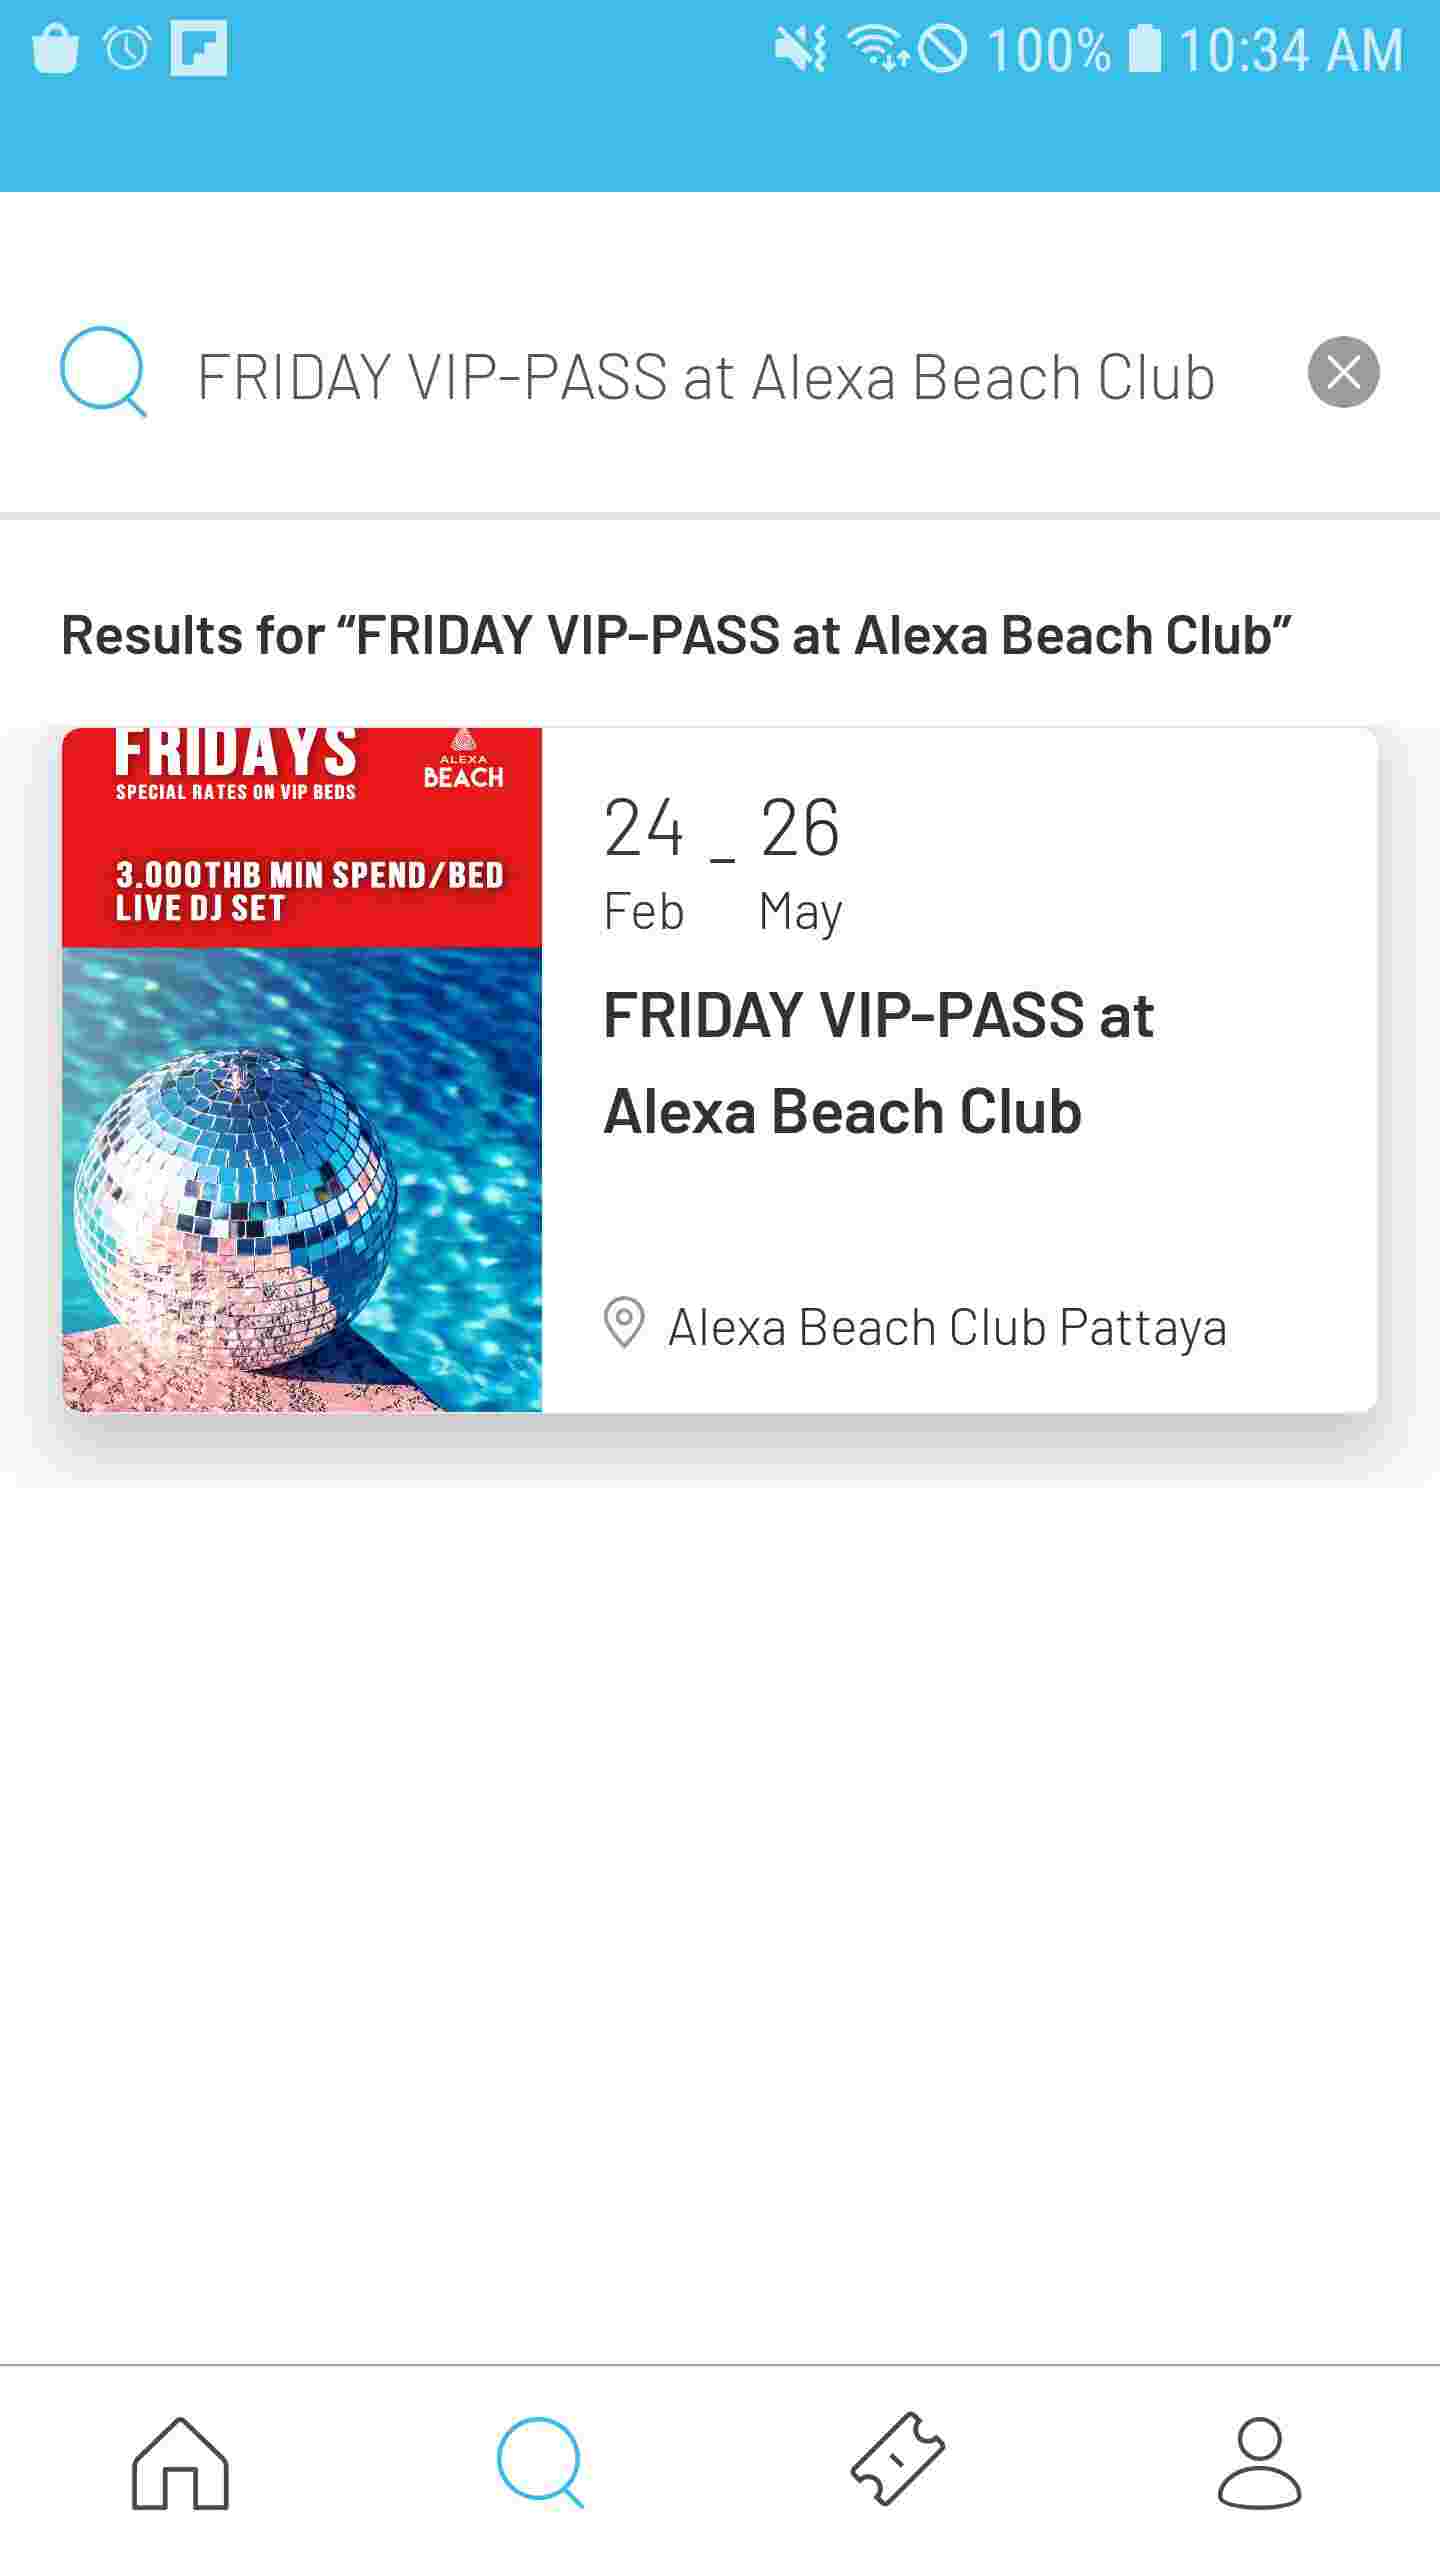 100% 10:34 AM
FRIDAY VIP-PASS at Alexa Beach Club
Results for “FRIDAY VIP-PASS at Alexa Beach Club”
FRIDAYS
SPECIAL RATES ON VIP BEDS
ALEXA
BEACH
3.000THB MIN SPEND/BED
LIVE DJ SET
24 _ 26
Feb May
FRIDAY VIP-PASS at
Alexa Beach Club
Alexa Beach Club Pattaya